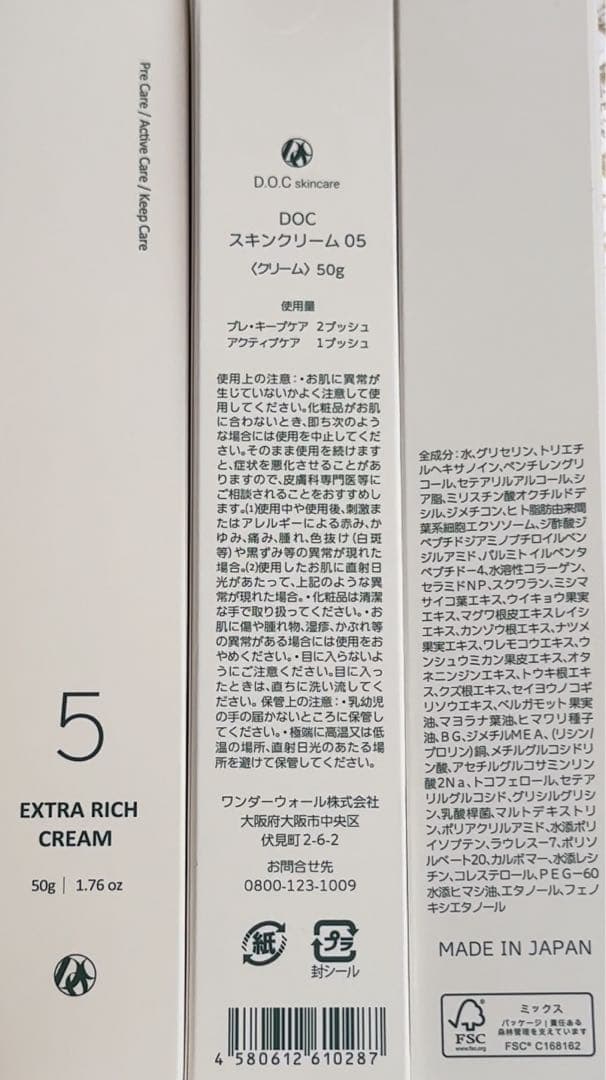 Pre Care / Active Care / Keep Care
5
EXTRA RICH
CREAM
50g | 1.76 oz
D.O.C skincare
DOC
スキンクリーム 05
〈クリーム〉 50g
使用量
プレ・キープケア 2プッシュ
アクティブケア 1プッシュ
使用上の注意:・お肌に異常が
生じていないかよく注意して使
用してください。化粧品がお肌
に合わないとき、即ち次のよう
な場合には使用を中止してくだ
さい。そのまま使用を続けます
と、症状を悪化させることがあ
りますので、皮膚科専門医等に
ご相談されることをおすすめし
ます。(1)使用中や使用後、刺激ま
たはアレルギーによる赤み、か
ゆみ、痛み、腫れ、色抜け(白斑
等)や黒ずみ等の異常が現れた
場合。(2)使用したお肌に直射日
光があたって、上記のような異
常が現れた場合。・化粧品は清潔
な手で取り扱ってください。・お
肌に傷や腫れ物、湿疹、かぶれ等
の異常がある場合には使用をお
やめください。・目に入らないよ
うにご注意ください。目に入っ
たときは、直ちに洗い流してくだ
さい。保管上の注意:・乳幼児
の手の届かないところに保管し
てください。・極端に高温又は低
温の場所、直射日光のあたる場
所を避けて保管してください。
ワンダーウォール株式会社
大阪府大阪市中央区
伏見町2-6-2
お問合せ先
0800-123-1009
紙
プラ
封シール
4 580612 610287
全成分:水、グリセリン、トリエチ
ルヘキサノイン、ペンチレングリ
コール、セテアリルアルコール、シ
ア脂、ミリスチン酸オクチルドデ
シル、ジメチコン、ヒト脂肪由来間
葉系細胞エクソソーム、ジ酢酸ジ
ペプチドジアミノブチロイルベン
ジルアミド、パルミトイルペンタ
ペプチド-4、水溶性コラーゲン、
セラミドNP、スクワラン、ミシマ
サイコ葉エキス、ウイキョウ果実
エキス、マグワ根皮エキスレイシ
エキス、カンゾウ根エキス、ナツメ
果実エキス、ワレモコウエキス、ウ
ンシュウミカン果皮エキス、オタ
ネニンジンエキス、トウキ根エキ
ス、クズ根エキス、セイヨウノコギ
リソウエキス、ベルガモット果実
油、マヨラナ葉油、ヒマワリ種子
油、BG、ジメチルMEA、(リシン/
プロリン)銅、メチルグルコシドリ
ン酸、アセチルグルコサミンリン
酸2Na、トコフェロール、セテア
リルグルコシド、グリシルグリシ
ン、乳酸桿菌、マルトデキストリ
ン、ポリアクリルアミド、水添ポリ
イソブテン、ラウレス-7、ポリソ
ルベート20、カルボマー、水添レシ
チン、コレステロール、PEG-60
水添ヒマシ油、エタノール、フェノ
キシエタノール
MADE IN JAPAN
FSC
www.fsc.org
ミックス
パッケージ|責任ある
森林管理を支えています
FSC® C168162